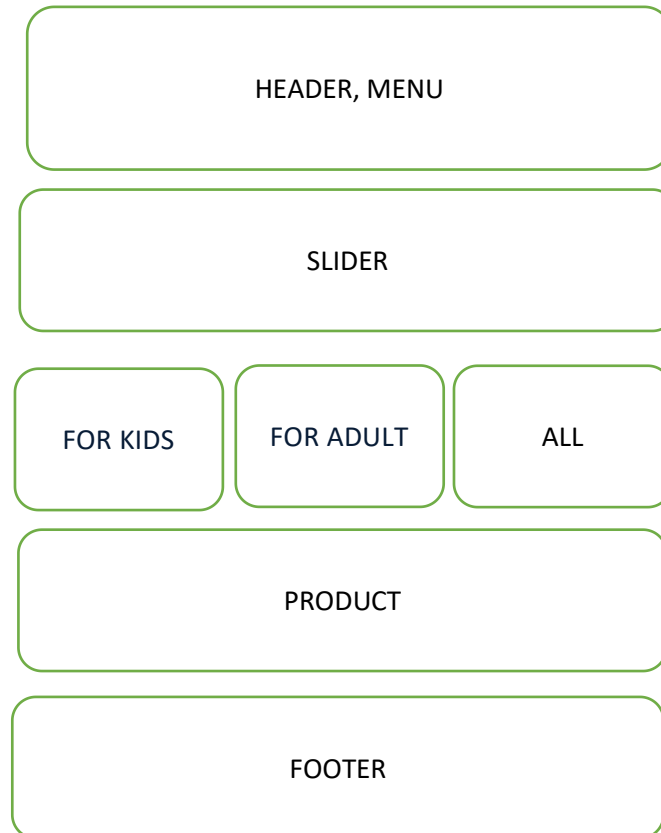 HEADER, MENU
SLIDER
FOR KIDS
FOR ADULT
ALL
PRODUCT
FOOTER